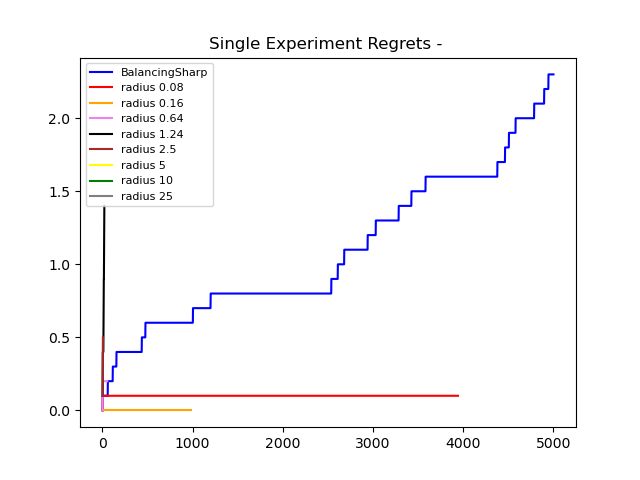 Single Experiment Regrets -
BalancingSharp
radius 0.08
radius 0.16
radius 0.64
radius 1.24
radius 2.5
radius 5
radius 10
radius 25
2.0
1.5
1.0
0.5
0.0
0 1000 2000 3000 4000 5000